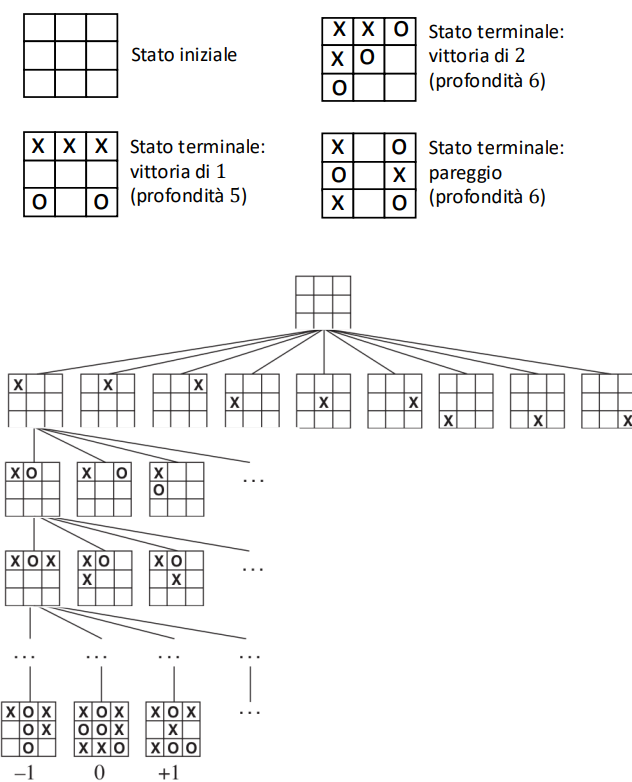 Stato iniziale
X X O
X O
O
Stato terminale:
vittoria di 2
(profondità 6)
X X X
O O
Stato terminale:
vittoria di 1
(profondità 5)
X O
O X
X O
Stato terminale:
pareggio
(profondità 6)
X X X X X X X X X
X O X O X
O
...
X O X X O X O
X X
...
... ... ... ...
X O X X O X X O X
O X O O X X
O X X O X O O
...
–1 0 +1